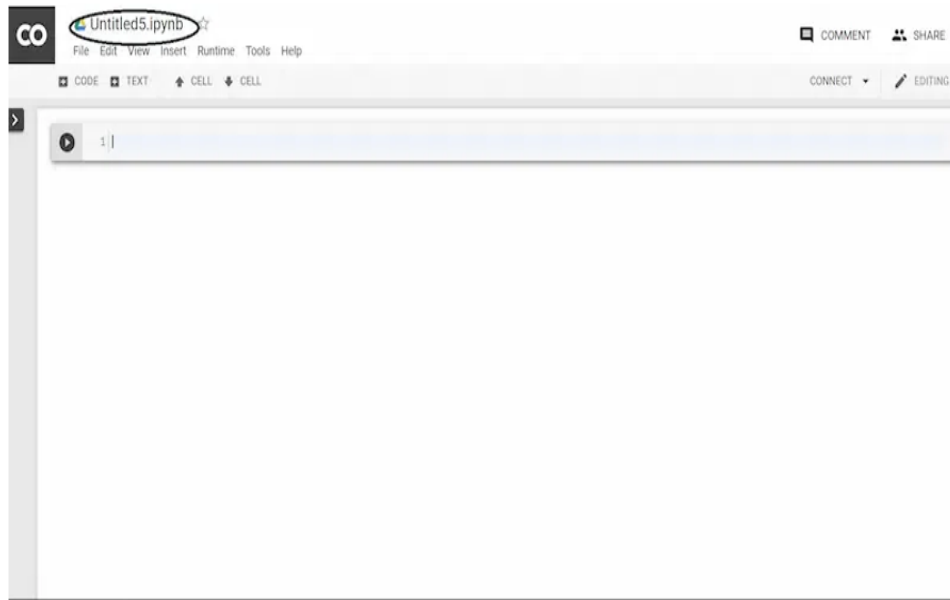 CO
Untitled5.ipynb
COMMENT
SHARE
File Edit View Insert Runtime Tools Help
CODE TEXT CELL CELL
CONNECT
EDITING
1